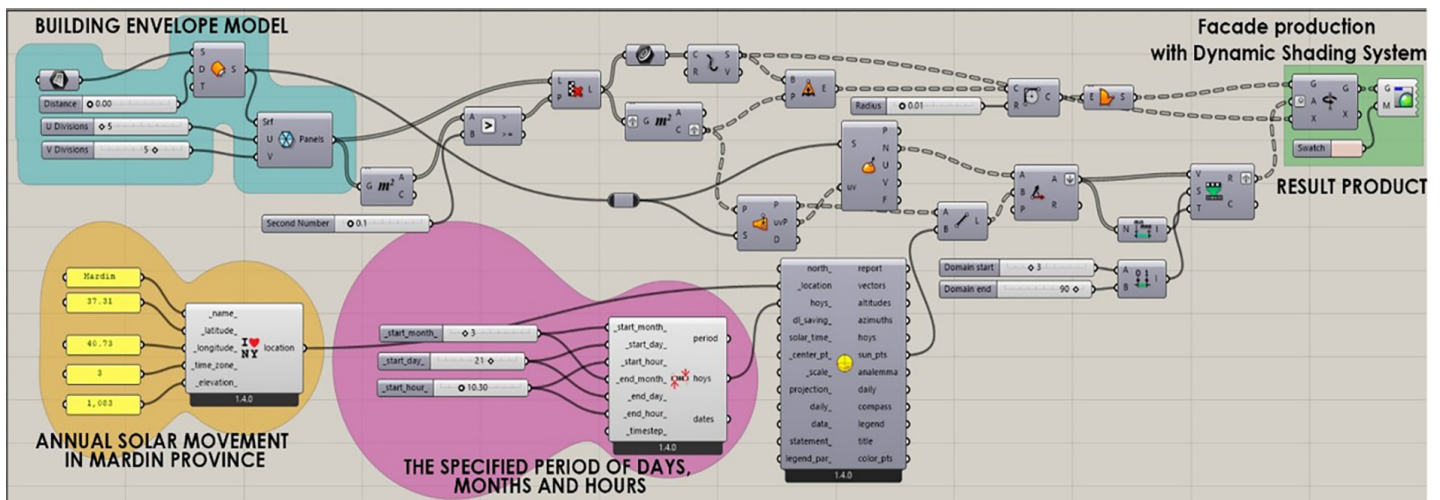 BUILDING ENVELOPE MODEL
Facade production
with Dynamic Shading System
S
D
T
S
Distance
0.00
U Divisions
5
V Divisions
5
Srf
U
V
Panels
G
m²
A
C
Second Number
0.1
A
B
>
>
>=
L
P
L
C
R
S
V
G
m²
A
C
B
P
E
Radius
0.01
C
R
C
E
S
G
A
X
G
X
G
M
Swatch
RESULT PRODUCT
S
uv
P
N
U
V
F
P
S
P
uvP
D
A
B
L
A
B
P
A
R
N
I
V
S
T
R
C
Domain start
3
Domain end
90
A
B
I
Mardin
37.31
40.73
3
1,083
_name_
_latitude_
_longitude_
_time_zone_
_elevation_
I ♥
NY
location
1.4.0
ANNUAL SOLAR MOVEMENT
IN MARDIN PROVINCE
_start_month_
3
_start_day_
21
_start_hour_
10.30
_start_month_
_start_day_
_start_hour_
_end_month_
_end_day_
_end_hour_
_timestep_
period
hoys
dates
1.4.0
THE SPECIFIED PERIOD OF DAYS,
MONTHS AND HOURS
north_
_location
hoys_
dl_saving_
solar_time_
_center_pt_
_scale_
projection_
daily_
data_
statement_
legend_par_
report
vectors
altitudes
azimuths
hoys
sun_pts
analemma
daily
compass
legend
title
color_pts
1.4.0